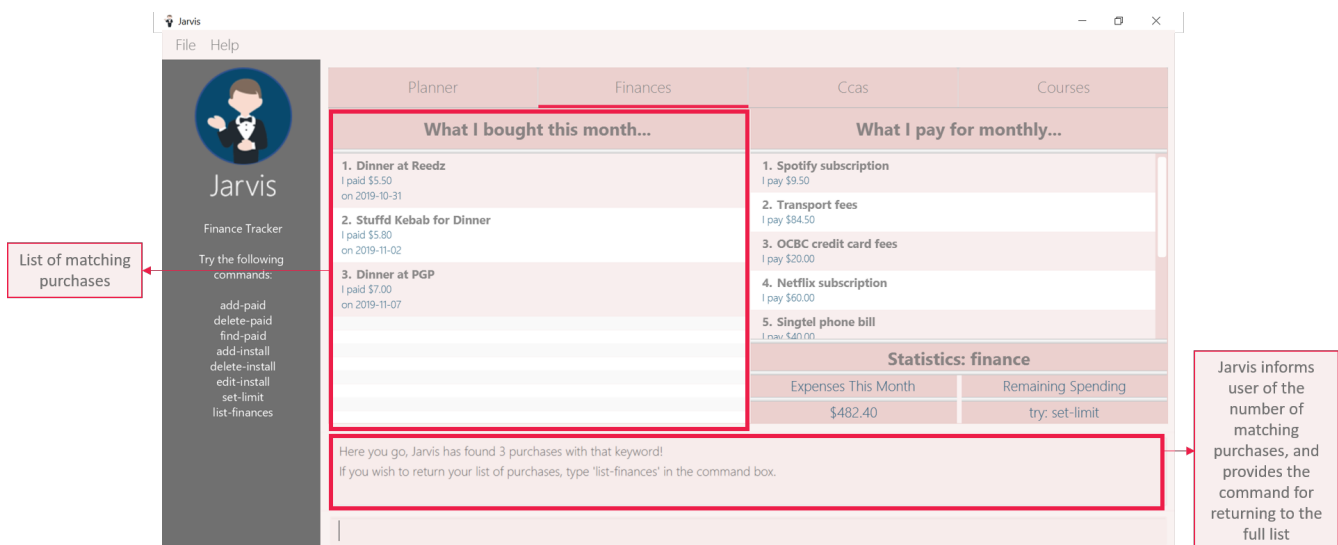 Jarvis
File Help
Planner Finances Ccas Courses
Jarvis
Finance Tracker
Try the following
commands:
add-paid
delete-paid
find-paid
add-install
delete-install
edit-install
set-limit
list-finances
What I bought this month...
1. Dinner at Reedz
I paid $5.50
on 2019-10-31
2. Stuffd Kebab for Dinner
I paid $5.80
on 2019-11-02
3. Dinner at PGP
I paid $7.00
on 2019-11-07
What I pay for monthly...
1. Spotify subscription
I pay $9.50
2. Transport fees
I pay $84.50
3. OCBC credit card fees
I pay $20.00
4. Netflix subscription
I pay $60.00
5. Singtel phone bill
I pay $40.00
Statistics: finance
Expenses This Month Remaining Spending
$482.40 try: set-limit
Here you go, Jarvis has found 3 purchases with that keyword!
If you wish to return your list of purchases, type 'list-finances' in the command box.
List of matching
purchases
Jarvis informs
user of the
number of
matching
purchases, and
provides the
command for
returning to the
full list